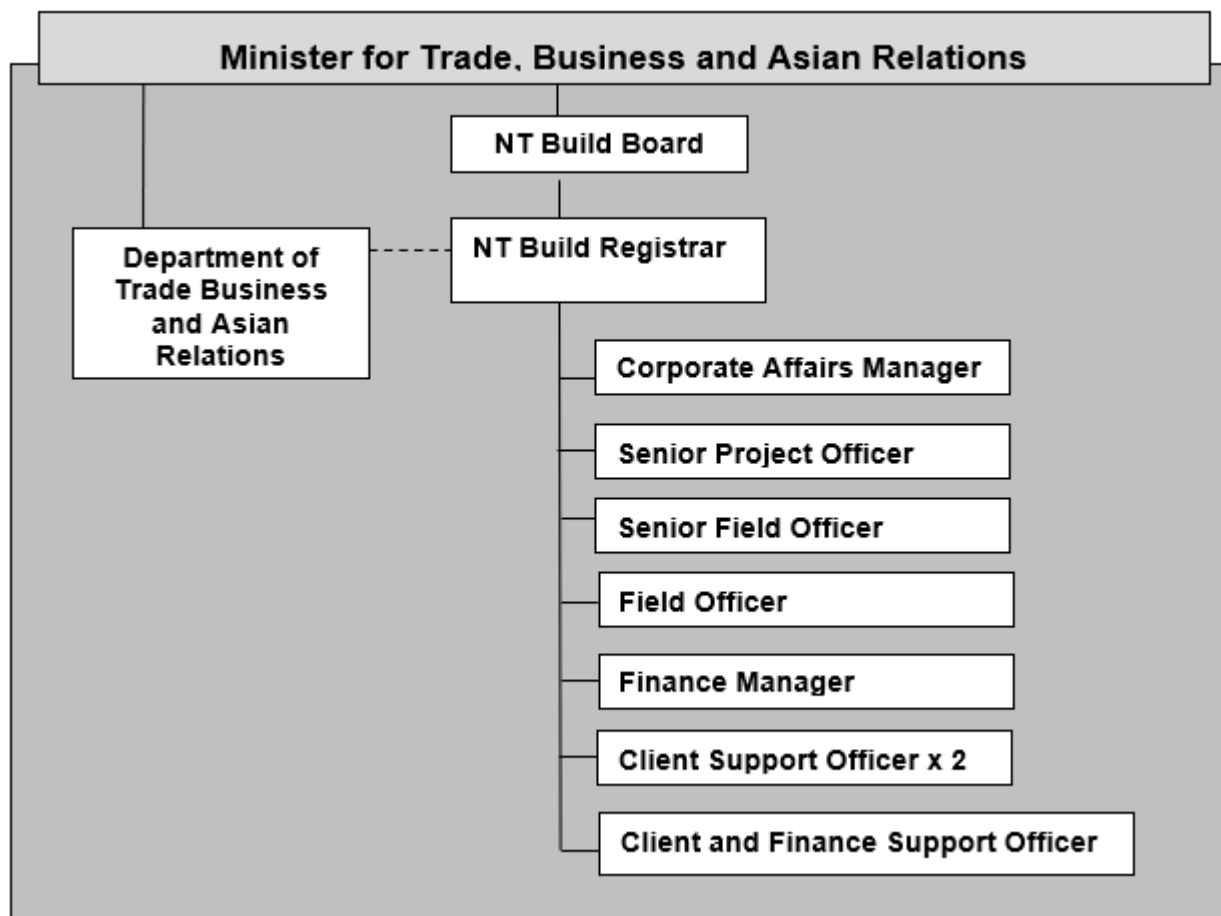 Minister for Trade, Business and Asian Relations
NT Build Board
NT Build Registrar
Department of
Trade Business
and Asian
Relations
Corporate Affairs Manager
Senior Project Officer
Senior Field Officer
Field Officer
Finance Manager
Client Support Officer x 2
Client and Finance Support Officer